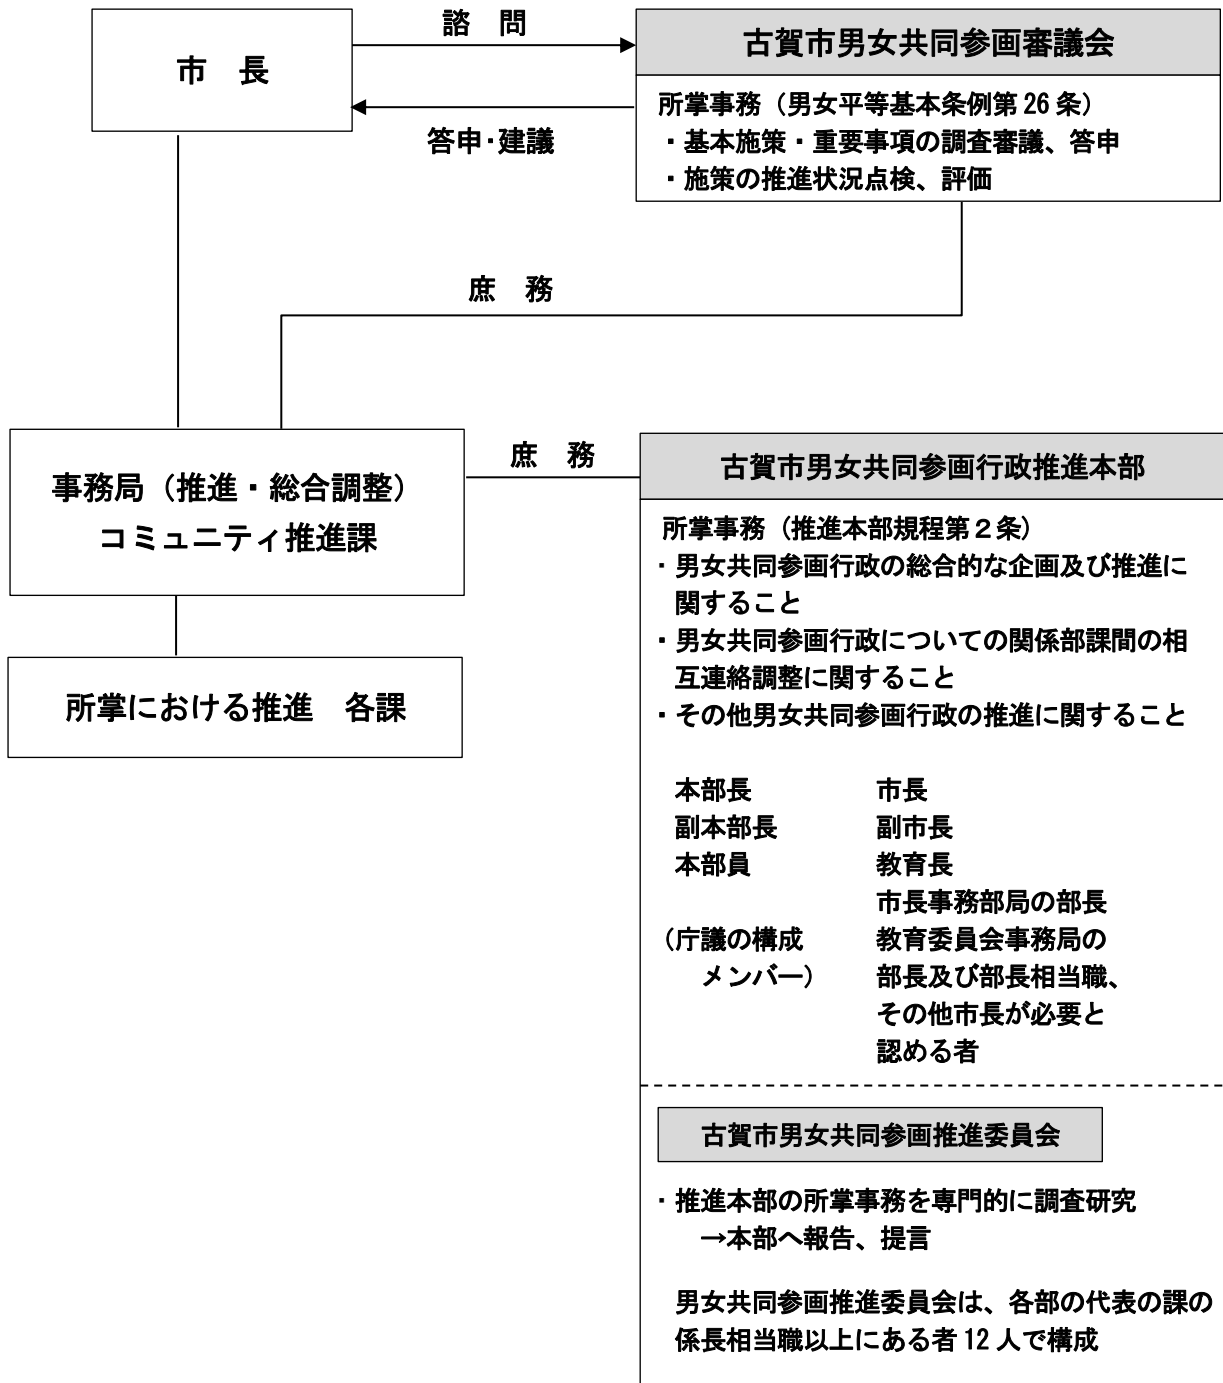 諮　問
市　長
古賀市男女共同参画審議会
所掌事務（男女平等基本条例第 26 条）
・基本施策・重要事項の調査審議、答申
・施策の推進状況点検、評価
答申・建議
庶　務
事務局（推進・総合調整）
コミュニティ推進課
庶　務
所掌における推進　各課
古賀市男女共同参画行政推進本部
所掌事務（推進本部規程第２条）
・男女共同参画行政の総合的な企画及び推進に
関すること
・男女共同参画行政についての関係部課間の相
互連絡調整に関すること
・その他男女共同参画行政の推進に関すること
本部長　市長
副本部長　副市長
本部員　教育長
市長事務部局の部長
（庁議の構成　教育委員会事務局の
メンバー）　部長及び部長相当職、
その他市長が必要と
認める者
古賀市男女共同参画推進委員会
・推進本部の所掌事務を専門的に調査研究
→本部へ報告、提言
男女共同参画推進委員会は、各部の代表の課の
係長相当職以上にある者 12 人で構成